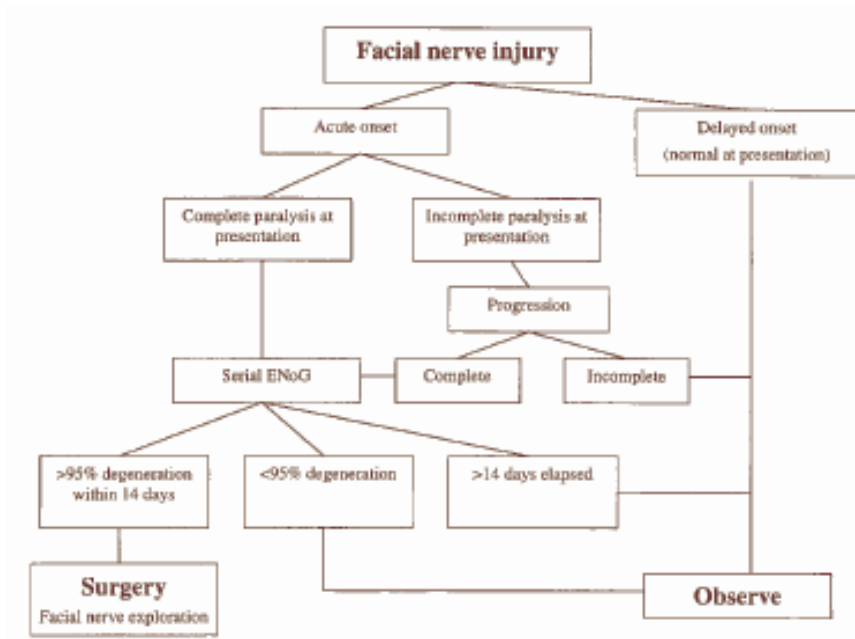 Facial nerve injury
Acute onset
Delayed onset
(normal at presentation)
Complete paralysis at
presentation
Incomplete paralysis at
presentation
Progression
Serial ENoG
Complete
Incomplete
>95% degeneration
within 14 days
<95% degeneration
>14 days elapsed
Surgery
Facial nerve exploration
Observe